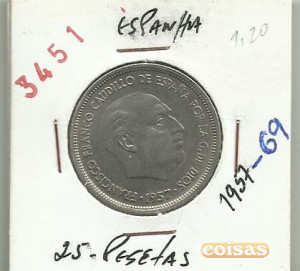 ESPANHA
1,20
3451
FRANCISCO FRANCO CAUDILLO DE ESPAÑA POR LA G. DE DIOS
1957
1957-69
25-PESETAS
coisas